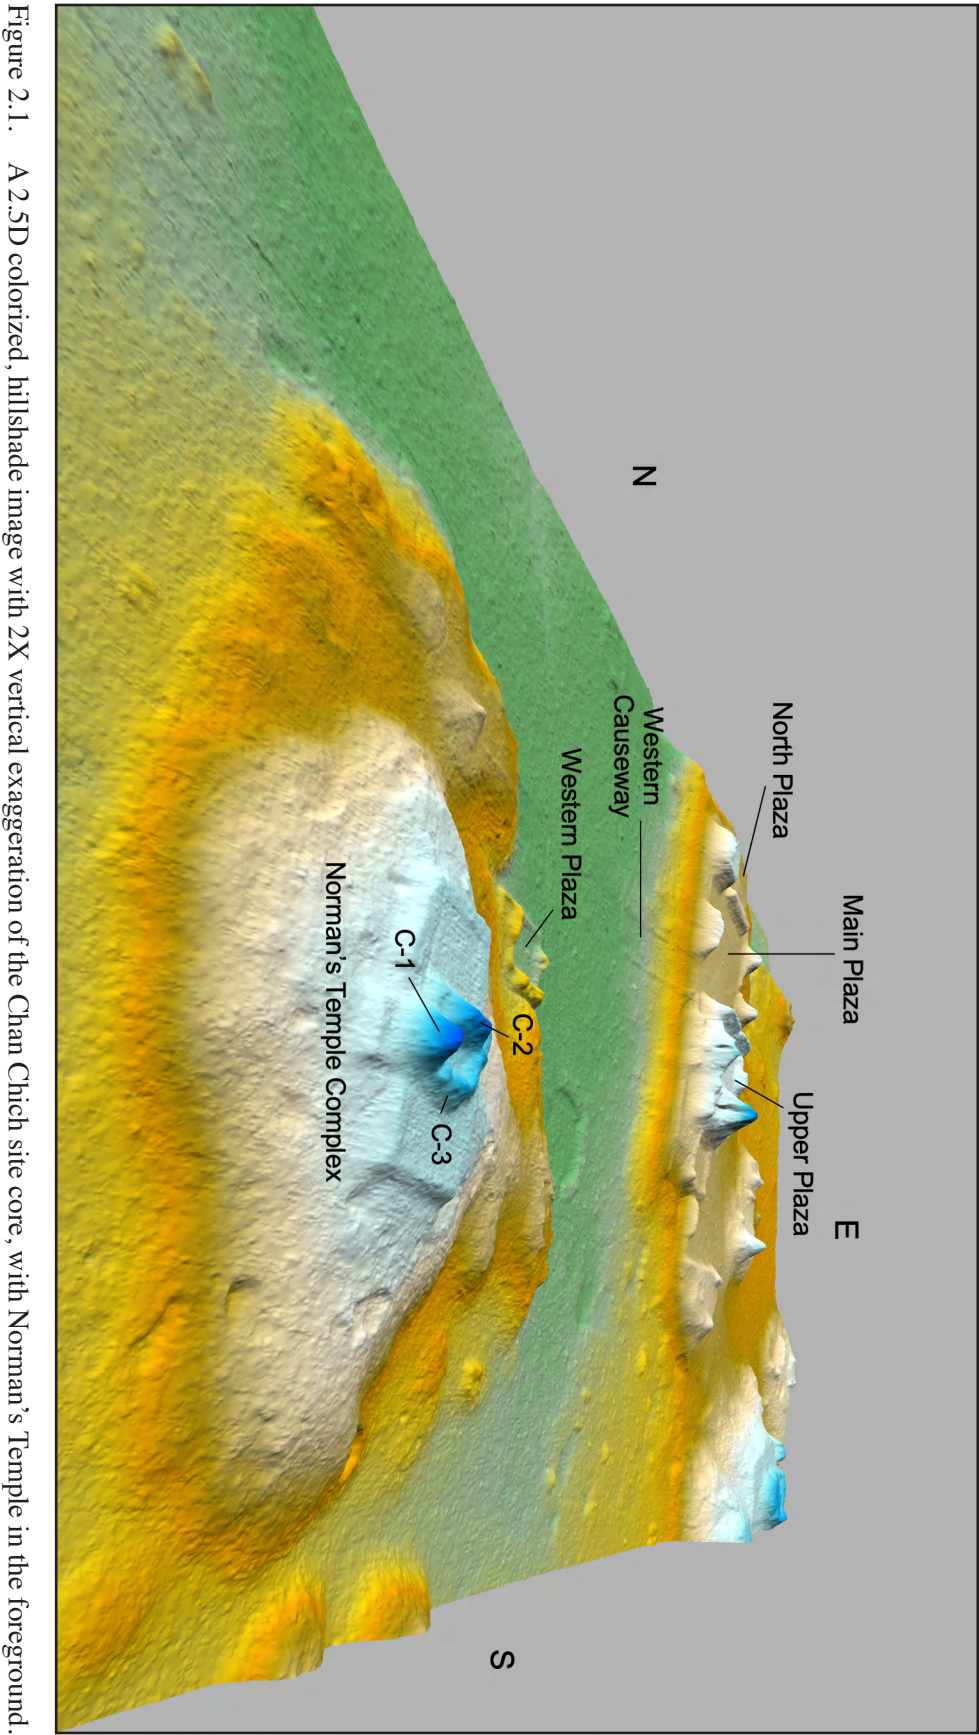 N
E
S
North Plaza
Main Plaza
Upper Plaza
Western
Causeway
Western Plaza
C-2
C-1
C-3
Norman’s Temple Complex
Figure 2.1. A 2.5D colorized, hillshade image with 2X vertical exaggeration of the Chan Chich site core, with Norman’s Temple in the foreground.